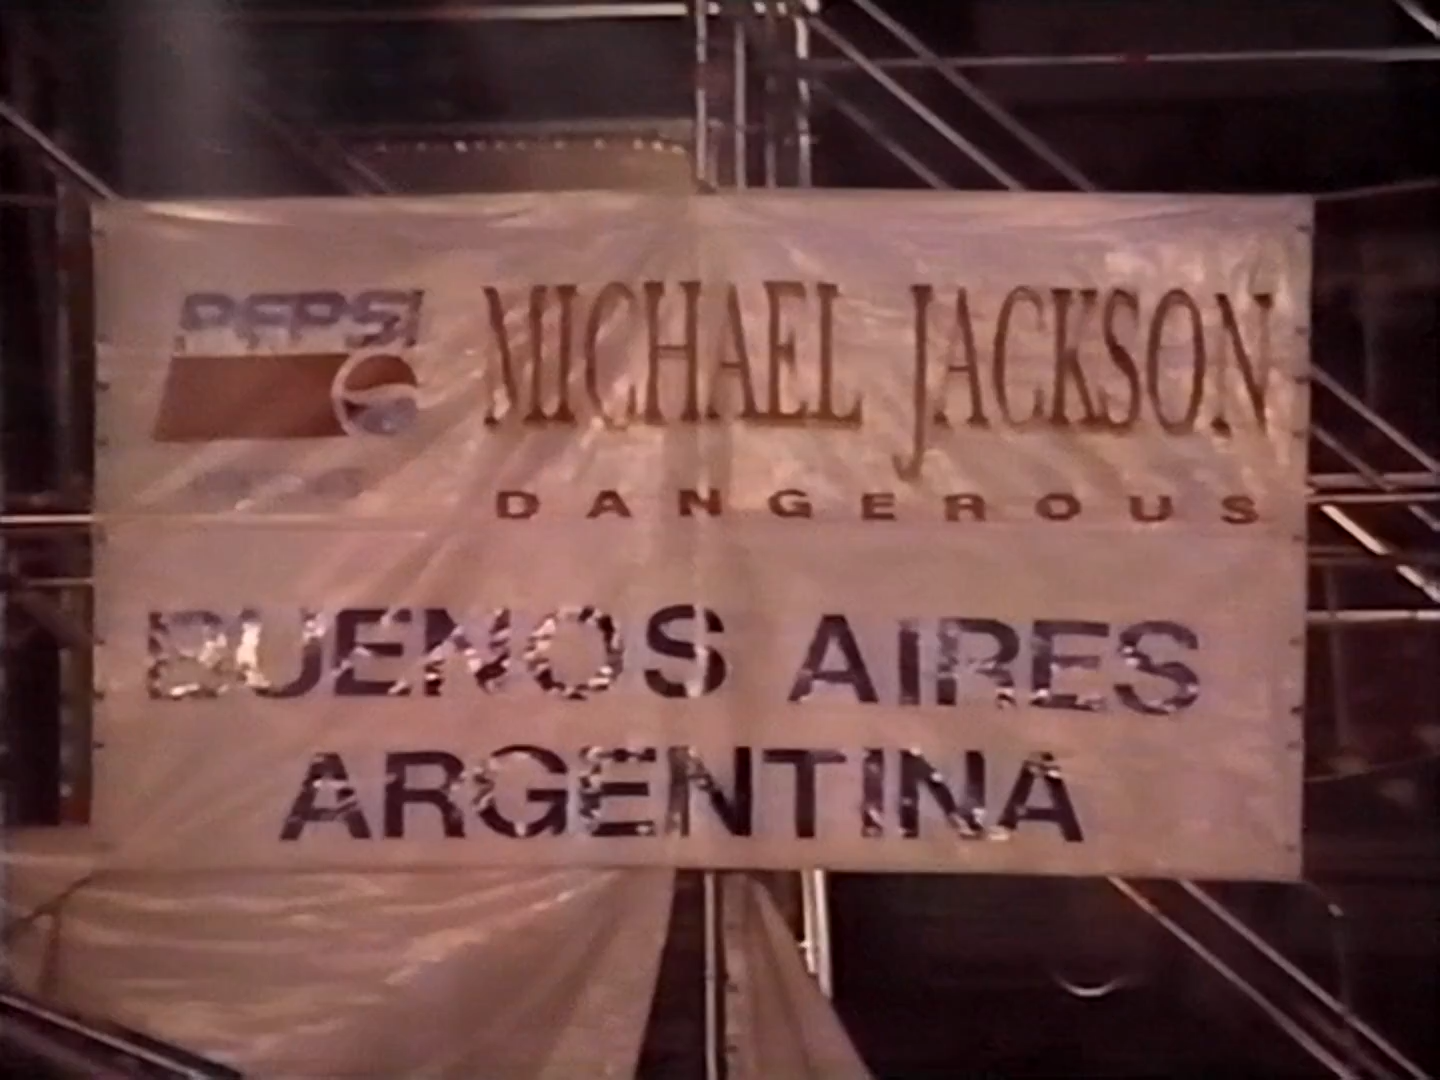 PEPSI
MICHAEL JACKSON
DANGEROUS
BUENOS AIRES
ARGENTINA